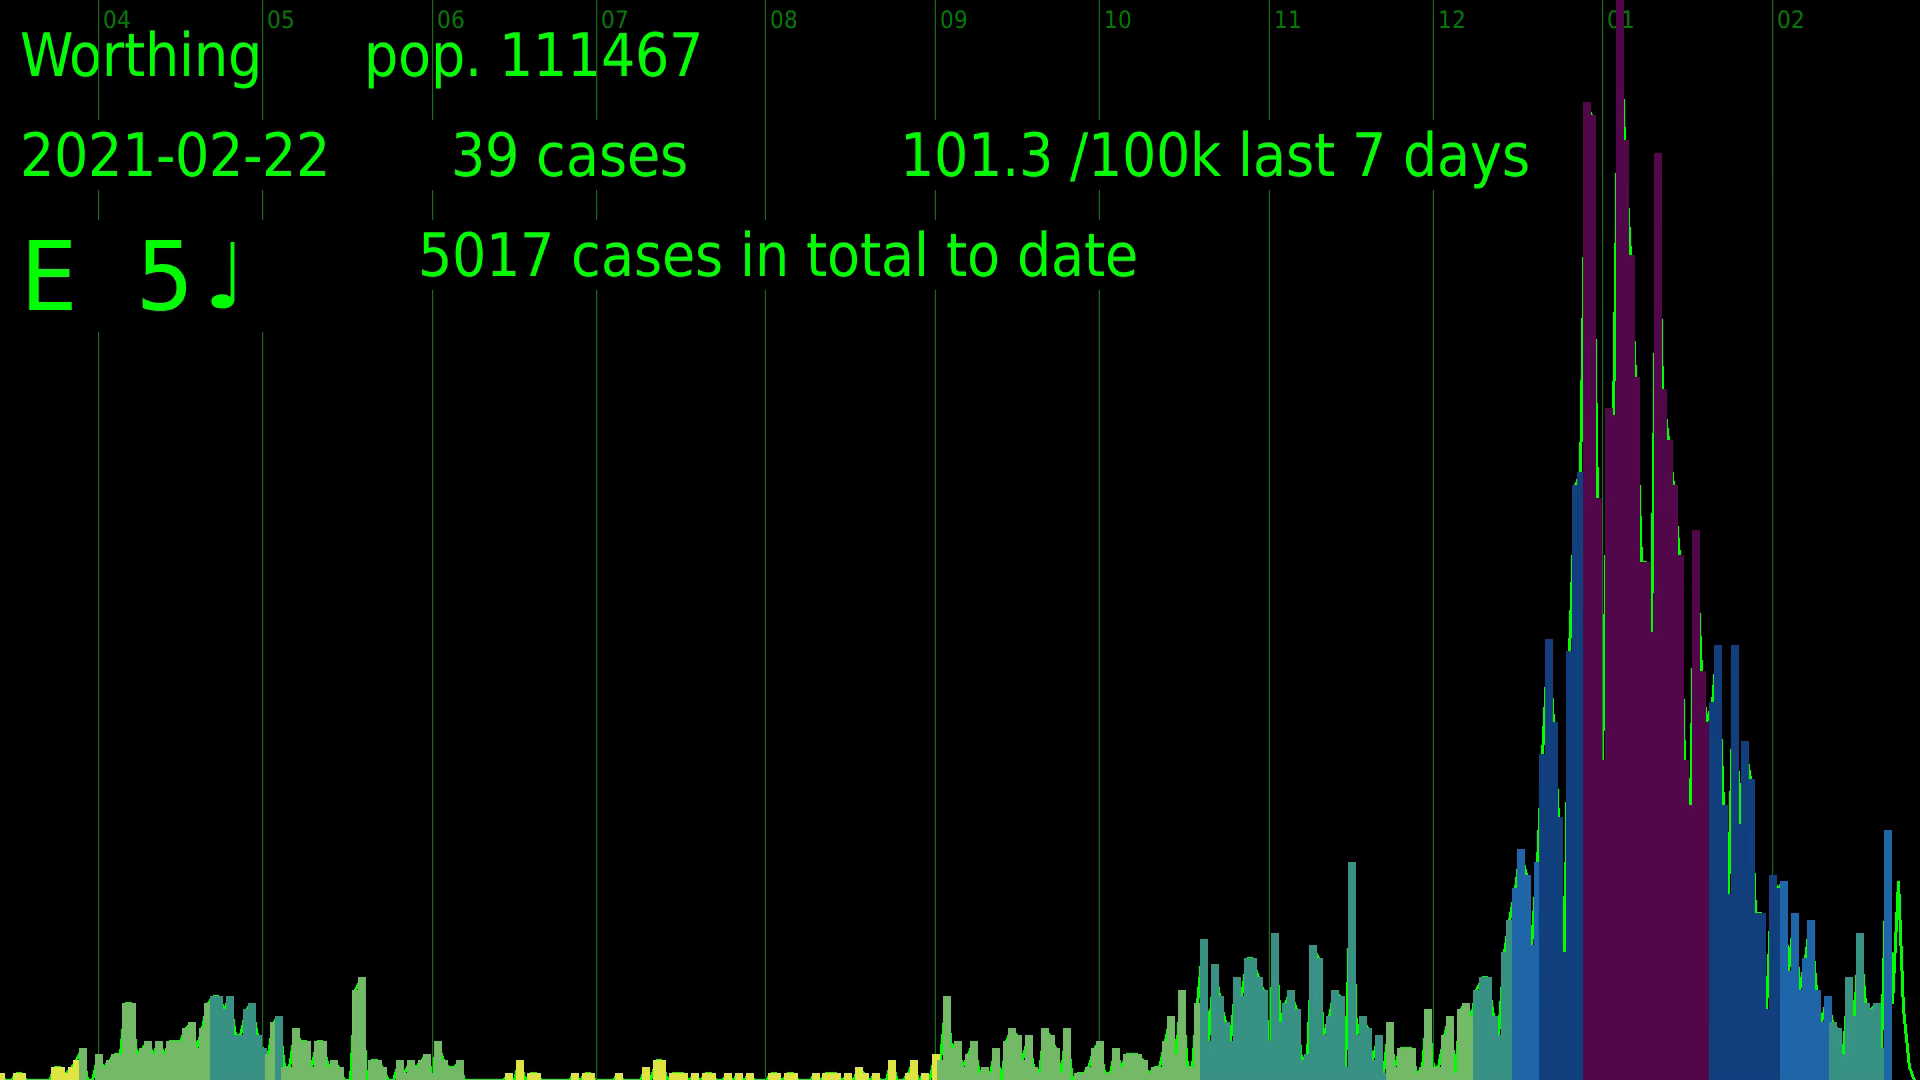 04 05 06 07 08 09 10 11 12 01 02
Worthing pop. 111467
2021-02-22 39 cases 101.3 /100k last 7 days
E 5♩ 5017 cases in total to date